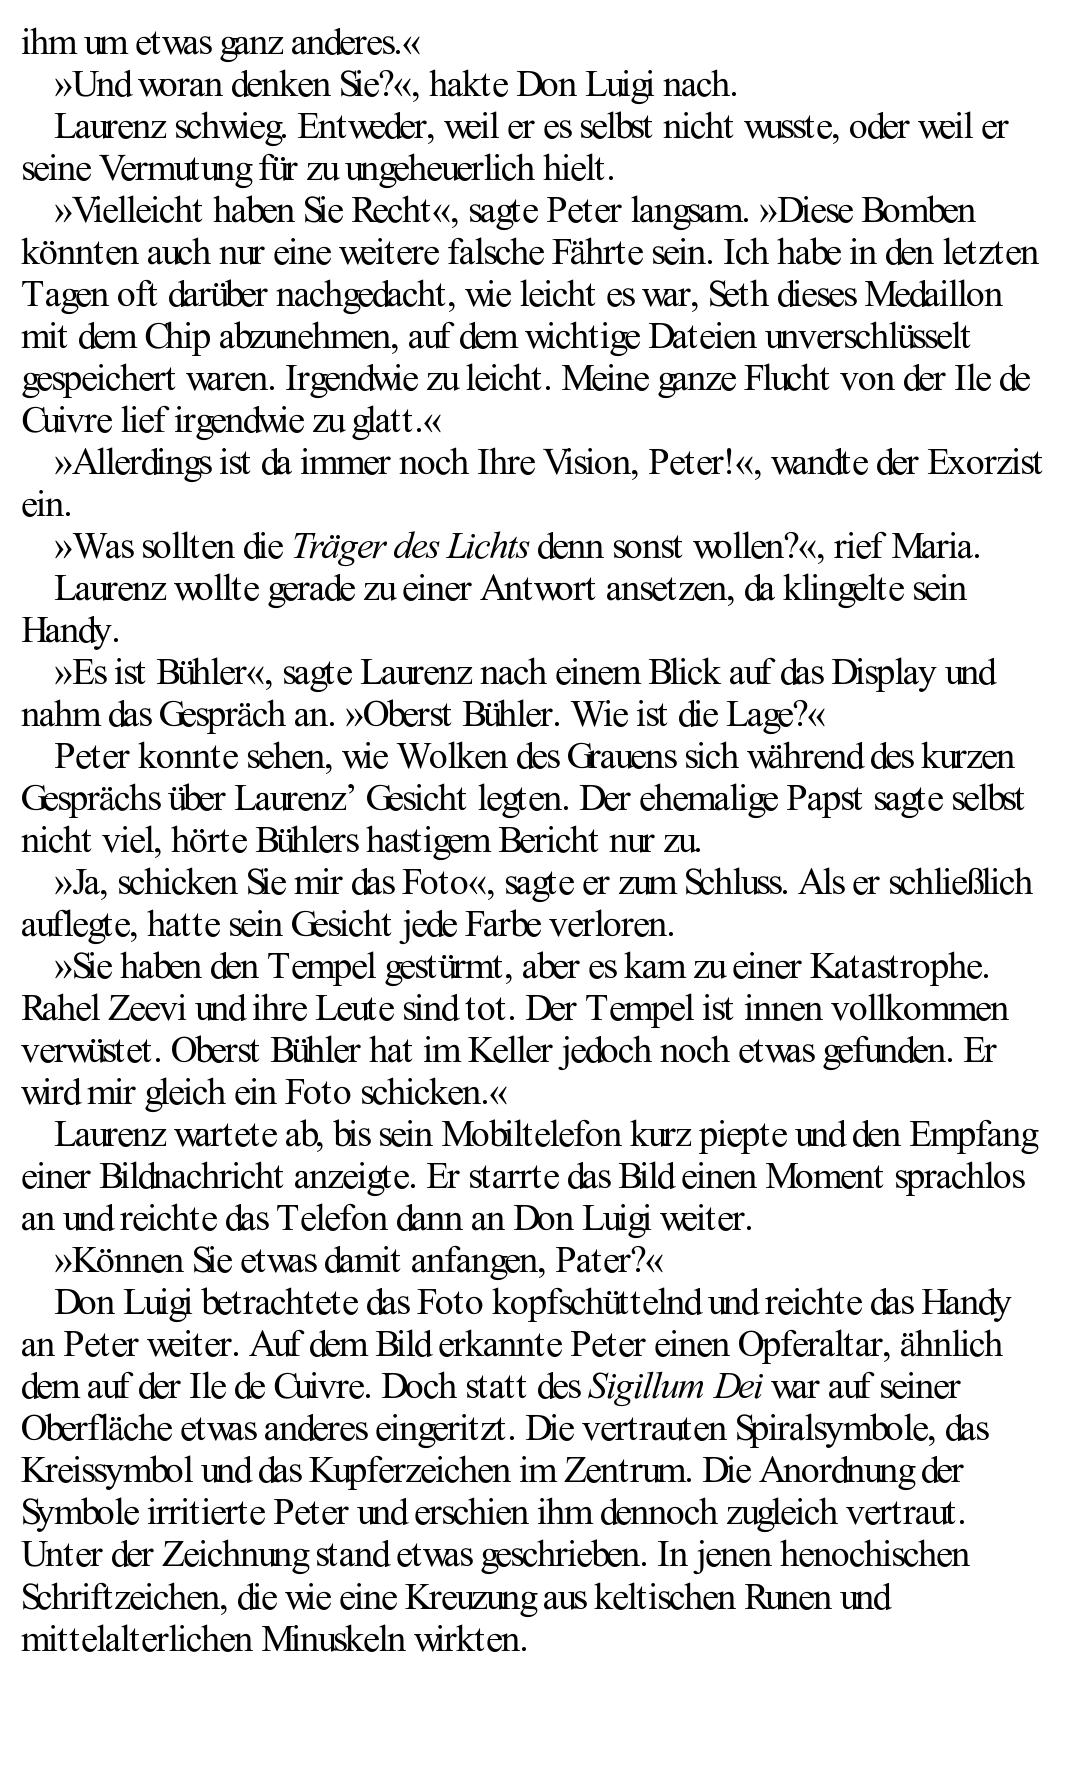 ihm um etwas ganz anderes.«
»Und woran denken Sie?«, hakte Don Luigi nach.
Laurenz schwieg. Entweder, weil er es selbst nicht wusste, oder weil er
seine Vermutung für zu ungeheuerlich hielt.
»Vielleicht haben Sie Recht«, sagte Peter langsam. »Diese Bomben
könnten auch nur eine weitere falsche Fährte sein. Ich habe in den letzten
Tagen oft darüber nachgedacht, wie leicht es war, Seth dieses Medaillon
mit dem Chip abzunehmen, auf dem wichtige Dateien unverschlüsselt
gespeichert waren. Irgendwie zu leicht. Meine ganze Flucht von der Ile de
Cuivre lief irgendwie zu glatt.«
»Allerdings ist da immer noch Ihre Vision, Peter!«, wandte der Exorzist
ein.
»Was sollten die Träger des Lichts denn sonst wollen?«, rief Maria.
Laurenz wollte gerade zu einer Antwort ansetzen, da klingelte sein
Handy.
»Es ist Bühler«, sagte Laurenz nach einem Blick auf das Display und
nahm das Gespräch an. »Oberst Bühler. Wie ist die Lage?«
Peter konnte sehen, wie Wolken des Grauens sich während des kurzen
Gesprächs über Laurenz’ Gesicht legten. Der ehemalige Papst sagte selbst
nicht viel, hörte Bühlers hastigem Bericht nur zu.
»Ja, schicken Sie mir das Foto«, sagte er zum Schluss. Als er schließlich
auflegte, hatte sein Gesicht jede Farbe verloren.
»Sie haben den Tempel gestürmt, aber es kam zu einer Katastrophe.
Rahel Zeevi und ihre Leute sind tot. Der Tempel ist innen vollkommen
verwüstet. Oberst Bühler hat im Keller jedoch noch etwas gefunden. Er
wird mir gleich ein Foto schicken.«
Laurenz wartete ab, bis sein Mobiltelefon kurz piepte und den Empfang
einer Bildnachricht anzeigte. Er starrte das Bild einen Moment sprachlos
an und reichte das Telefon dann an Don Luigi weiter.
»Können Sie etwas damit anfangen, Pater?«
Don Luigi betrachtete das Foto kopfschüttelnd und reichte das Handy
an Peter weiter. Auf dem Bild erkannte Peter einen Opferaltar, ähnlich
dem auf der Ile de Cuivre. Doch statt des Sigillum Dei war auf seiner
Oberfläche etwas anderes eingeritzt. Die vertrauten Spiralsymbole, das
Kreissymbol und das Kupferzeichen im Zentrum. Die Anordnung der
Symbole irritierte Peter und erschien ihm dennoch zugleich vertraut.
Unter der Zeichnung stand etwas geschrieben. In jenen henochischen
Schriftzeichen, die wie eine Kreuzung aus keltischen Runen und
mittelalterlichen Minuskeln wirkten.